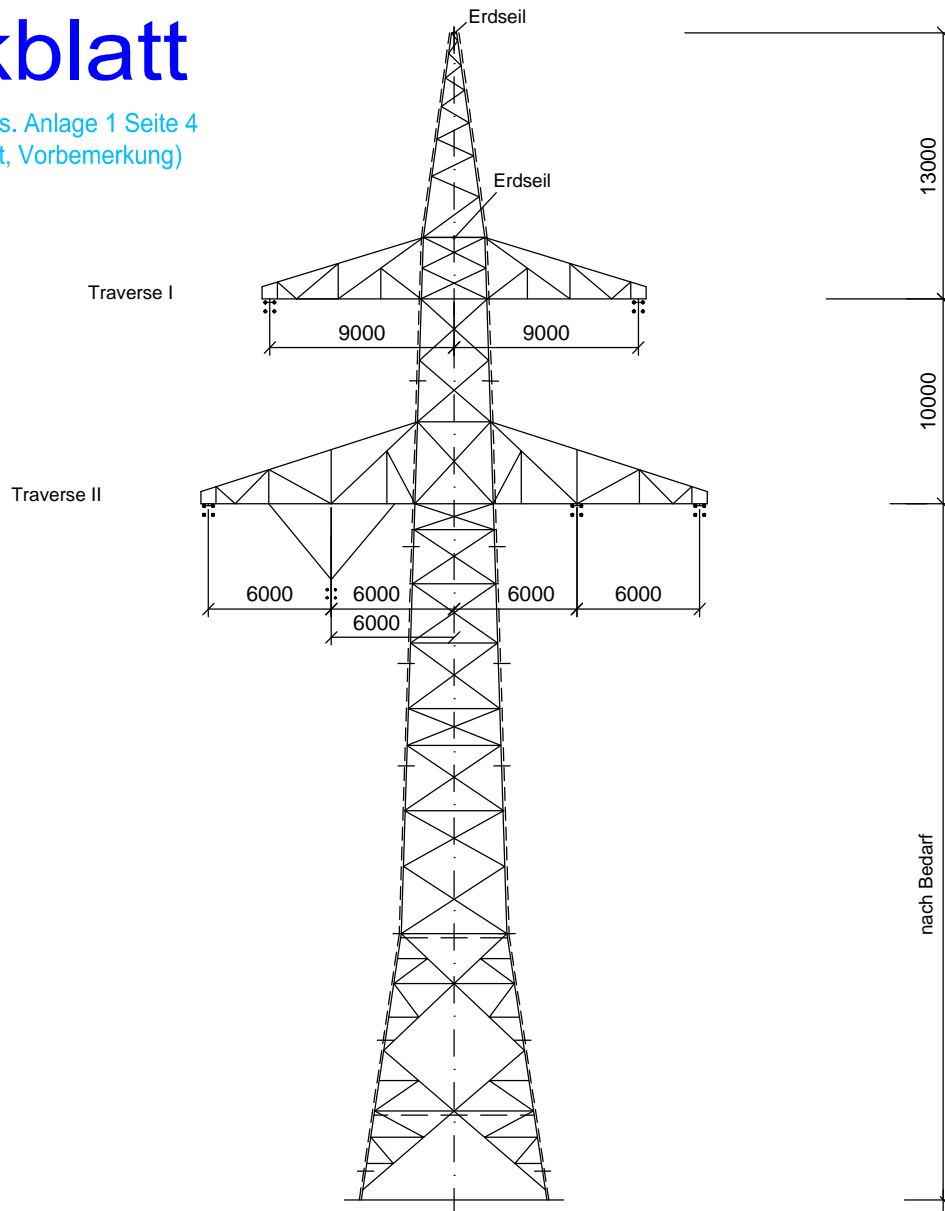 kblatt
s. Anlage 1 Seite 4
t, Vorbemerkung)
Erdseil
13000
Erdseil
Traverse I
9000 9000
10000
Traverse II
6000 6000 6000 6000
6000
nach Bedarf